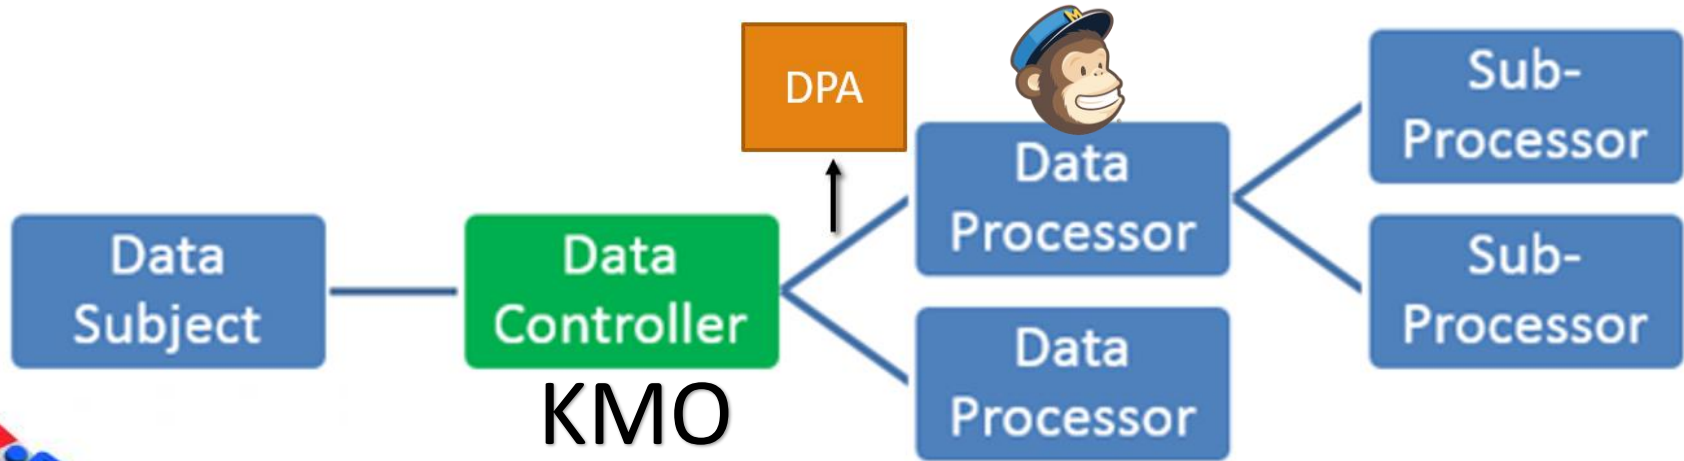 Data
Subject
Data
Controller
KMO
DPA
M
Data
Processor
Data
Processor
Sub-
Processor
Sub-
Processor